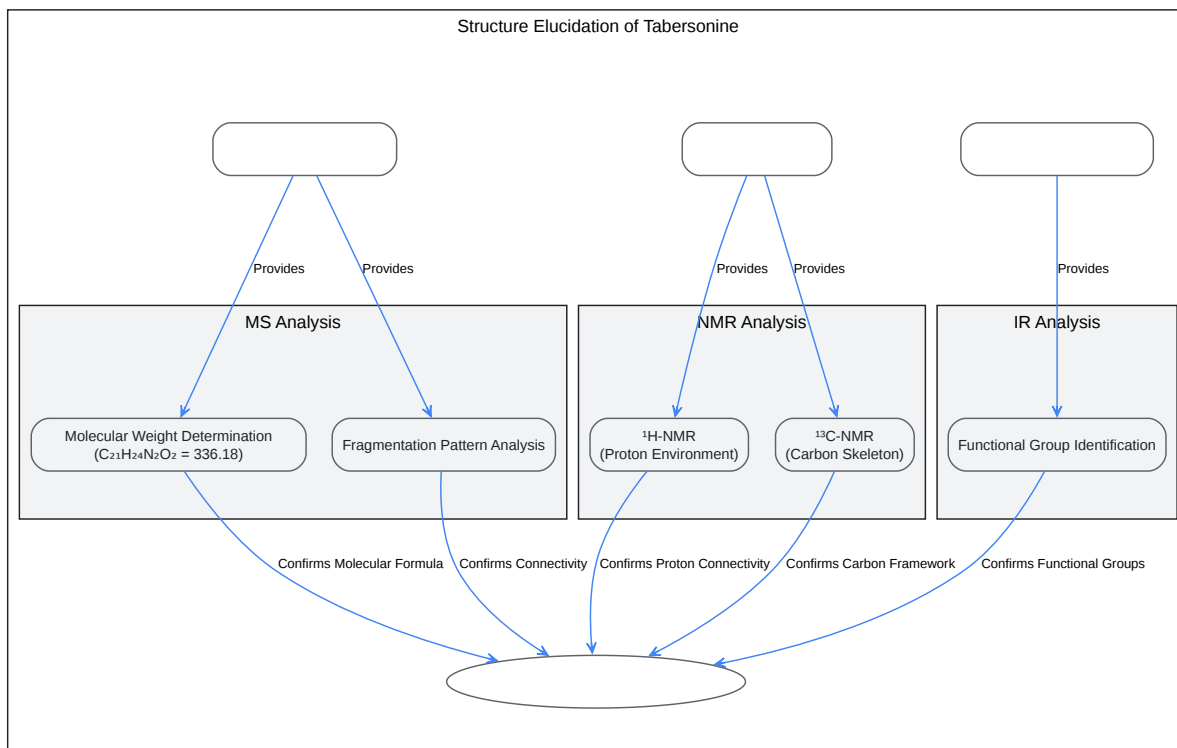 Structure Elucidation of Tabersonine
Provides
Provides
Provides
Provides
Provides
MS Analysis
NMR Analysis
IR Analysis
Molecular Weight Determination
(C₂₁H₂₄N₂O₂ = 336.18)
Fragmentation Pattern Analysis
¹H-NMR
(Proton Environment)
¹³C-NMR
(Carbon Skeleton)
Functional Group Identification
Confirms Molecular Formula
Confirms Connectivity
Confirms Proton Connectivity
Confirms Carbon Framework
Confirms Functional Groups